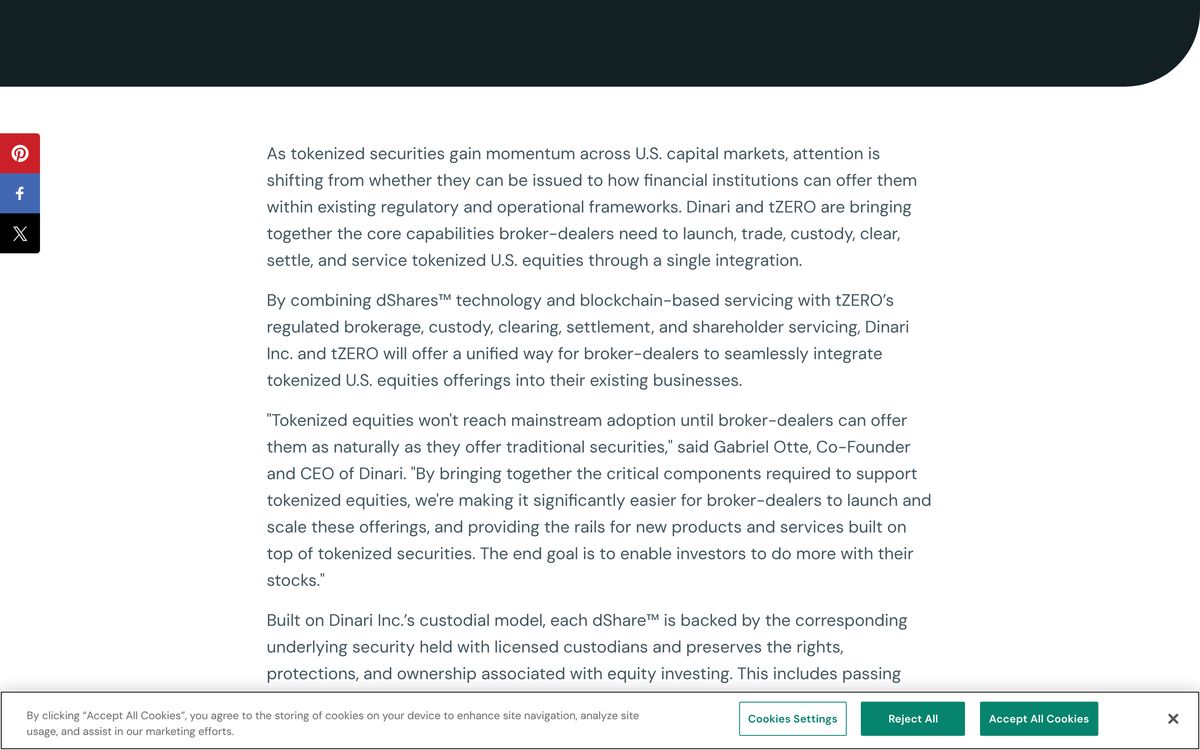 As tokenized securities gain momentum across U.S. capital markets, attention is
shifting from whether they can be issued to how financial institutions can offer them
within existing regulatory and operational frameworks. Dinari and tZERO are bringing
together the core capabilities broker-dealers need to launch, trade, custody, clear,
settle, and service tokenized U.S. equities through a single integration.
By combining dShares™ technology and blockchain-based servicing with tZERO’s
regulated brokerage, custody, clearing, settlement, and shareholder servicing, Dinari
Inc. and tZERO will offer a unified way for broker-dealers to seamlessly integrate
tokenized U.S. equities offerings into their existing businesses.
"Tokenized equities won't reach mainstream adoption until broker-dealers can offer
them as naturally as they offer traditional securities," said Gabriel Otte, Co-Founder
and CEO of Dinari. "By bringing together the critical components required to support
tokenized equities, we're making it significantly easier for broker-dealers to launch and
scale these offerings, and providing the rails for new products and services built on
top of tokenized securities. The end goal is to enable investors to do more with their
stocks."
Built on Dinari Inc.’s custodial model, each dShare™ is backed by the corresponding
underlying security held with licensed custodians and preserves the rights,
protections, and ownership associated with equity investing. This includes passing
By clicking “Accept All Cookies”, you agree to the storing of cookies on your device to enhance site navigation, analyze site
usage, and assist in our marketing efforts.
Cookies Settings
Reject All
Accept All Cookies